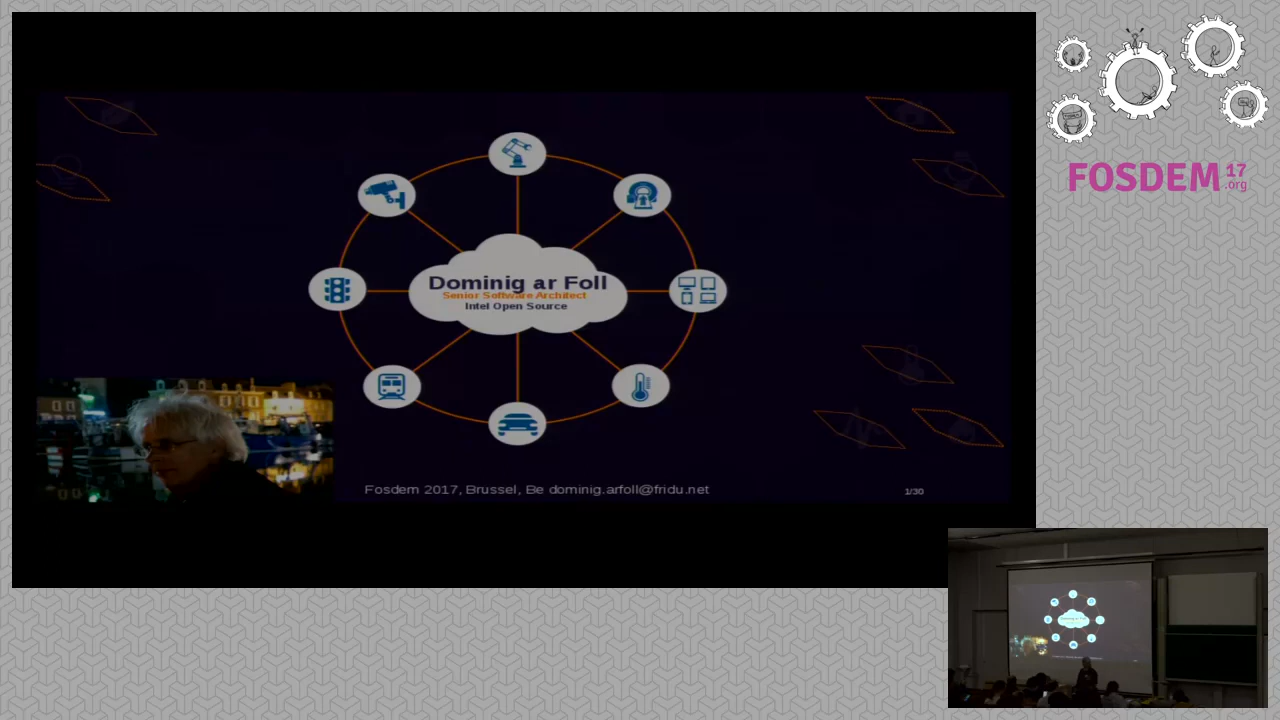 Dominig ar Foll
Senior Software Architect
Intel Open Source
Fosdem 2017, Brussel, Be dominig.arfoll@fridu.net
1/30
FOSDEM 17 .org